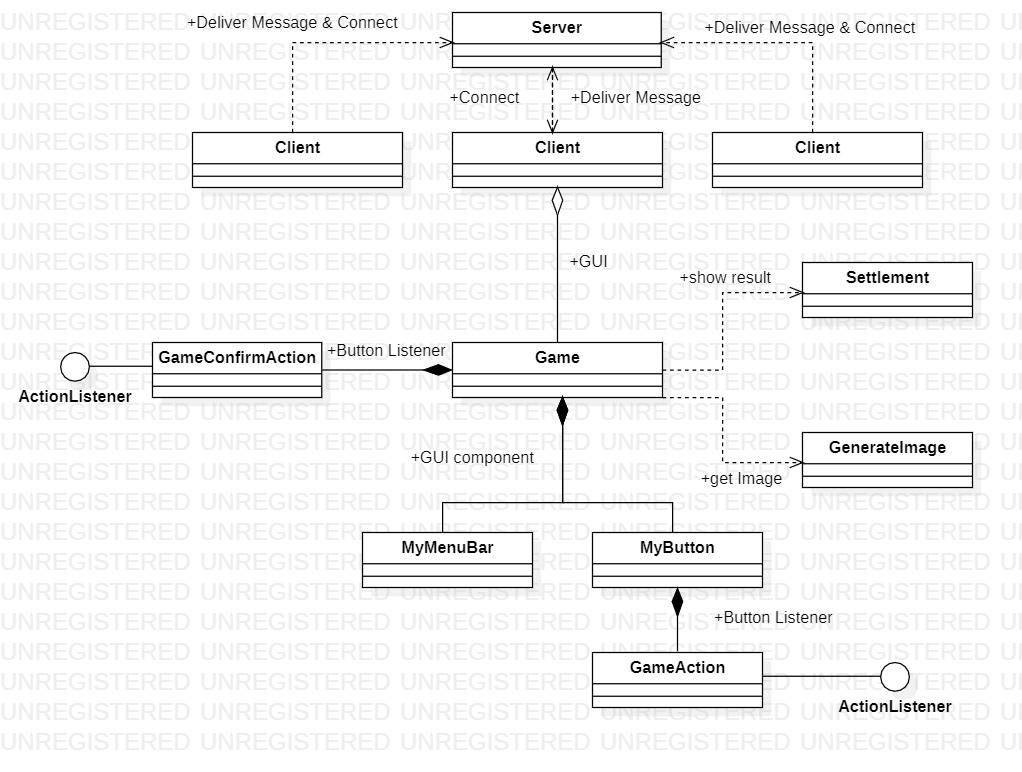 +Deliver Message & Connect
Server
+Deliver Message & Connect
+Connect
+Deliver Message
Client
Client
Client
+GUI
+show result
Settlement
GameConfirmAction
+Button Listener
Game
ActionListener
+GUI component
GenerateImage
+get Image
MyMenuBar
MyButton
+Button Listener
GameAction
ActionListener
UNREGISTERED